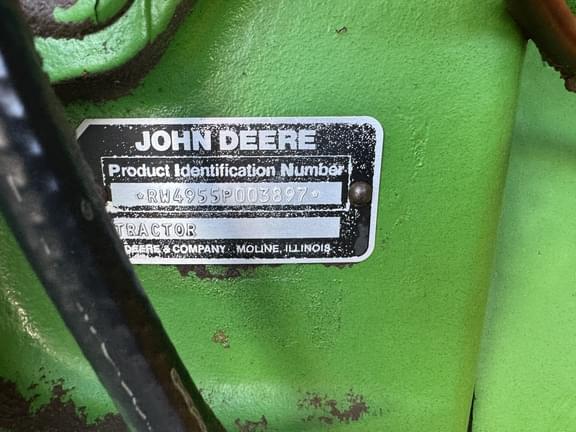 JOHN DEERE
Product Identification Number
*RW4955P003897*
TRACTOR
DEERE & COMPANY MOLINE, ILLINOIS